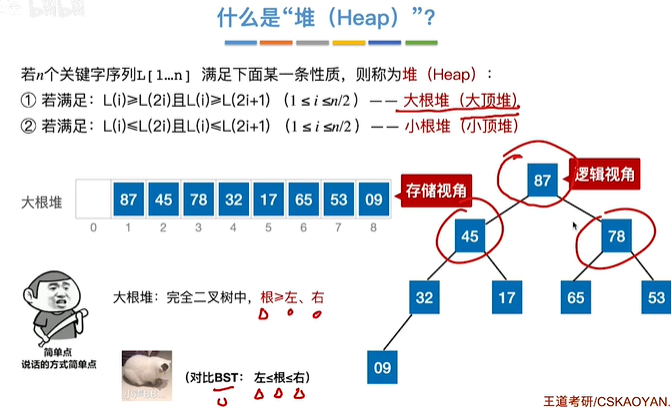 什么是“堆（Heap）”？
若n个关键字序列L[1…n] 满足下面某一条性质，则称为堆（Heap）：
① 若满足：L(i)≥L(2i)且L(i)≥L(2i+1) （1 ≤ i ≤n/2 ） —— 大根堆（大顶堆）
② 若满足：L(i)≤L(2i)且L(i)≤L(2i+1) （1 ≤ i ≤n/2 ） —— 小根堆（小顶堆）
大根堆
87 45 78 32 17 65 53 09
0 1 2 3 4 5 6 7 8
存储视角
逻辑视角
87
45 78
32 17 65 53
09
大根堆：完全二叉树中，根≥左、右
简单点
说话的方式简单点
(对比BST： 左≤根≤右)
王道考研/CSKAOYAN.